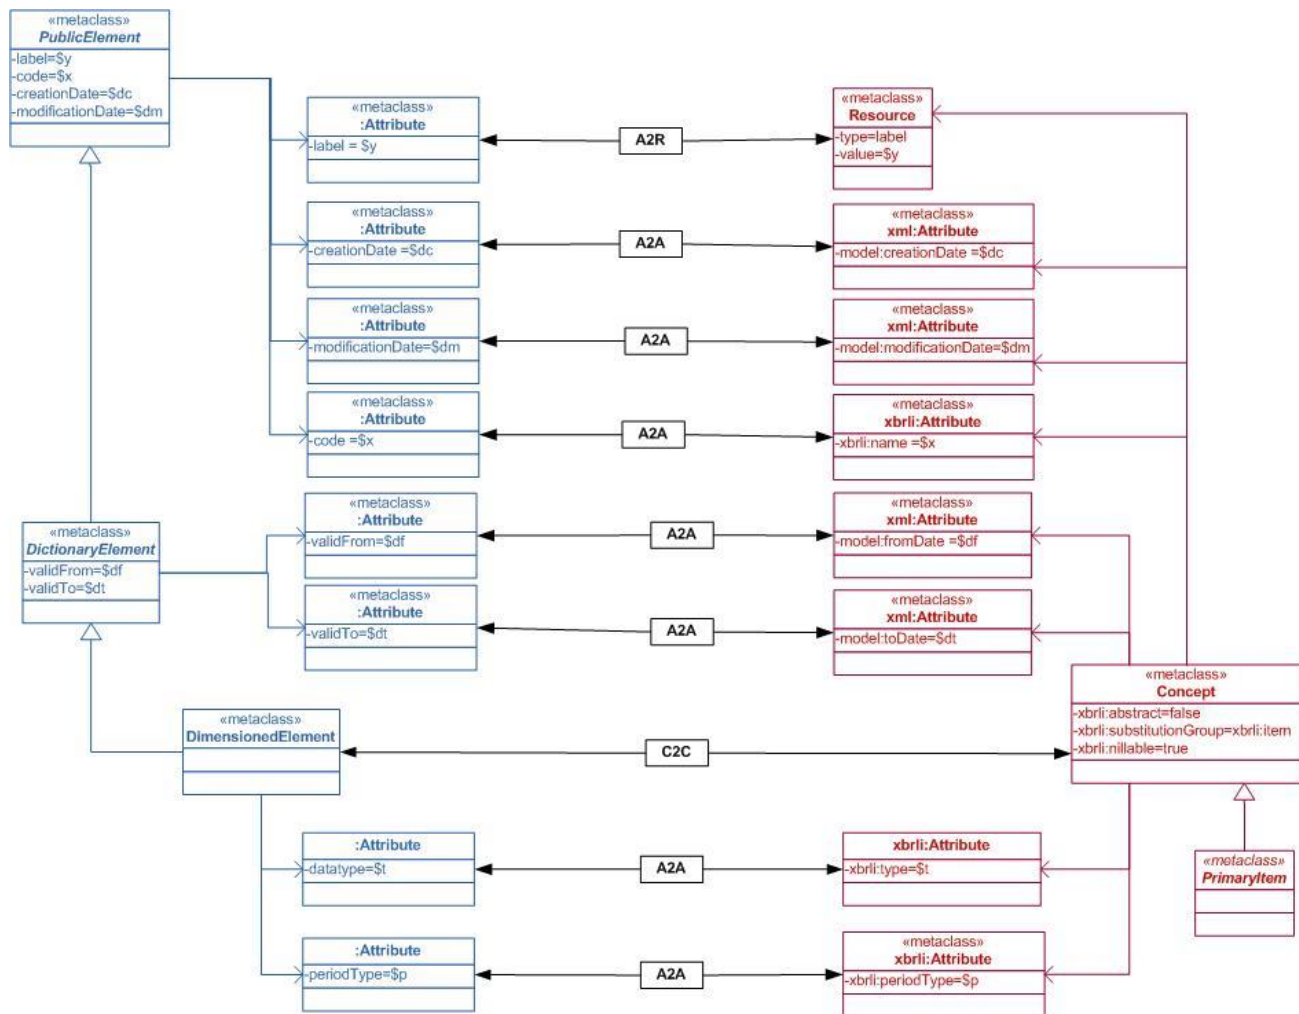 «metaclass»
PublicElement
-label=$y
-code=$x
-creationDate=$dc
-modificationDate=$dm
«metaclass»
:Attribute
-label = $y
A2R
«metaclass»
Resource
-type=label
-value=$y
«metaclass»
:Attribute
-creationDate =$dc
A2A
«metaclass»
xml:Attribute
-model:creationDate =$dc
«metaclass»
:Attribute
-modificationDate=$dm
A2A
«metaclass»
xml:Attribute
-model:modificationDate=$dm
«metaclass»
:Attribute
-code =$x
A2A
«metaclass»
xbrli:Attribute
-xbrli:name =$x
«metaclass»
DictionaryElement
-validFrom=$df
-validTo=$dt
«metaclass»
:Attribute
-validFrom=$df
A2A
«metaclass»
xml:Attribute
-model:fromDate =$df
«metaclass»
:Attribute
-validTo=$dt
A2A
«metaclass»
xml:Attribute
-model:toDate=$dt
«metaclass»
DimensionedElement
C2C
«metaclass»
Concept
-xbrli:abstract=false
-xbrli:substitutionGroup=xbrli:item
-xbrli:nillable=true
:Attribute
-datatype=$t
A2A
xbrli:Attribute
-xbrli:type=$t
«metaclass»
PrimaryItem
:Attribute
-periodType=$p
A2A
«metaclass»
xbrli:Attribute
-xbrli:periodType=$p